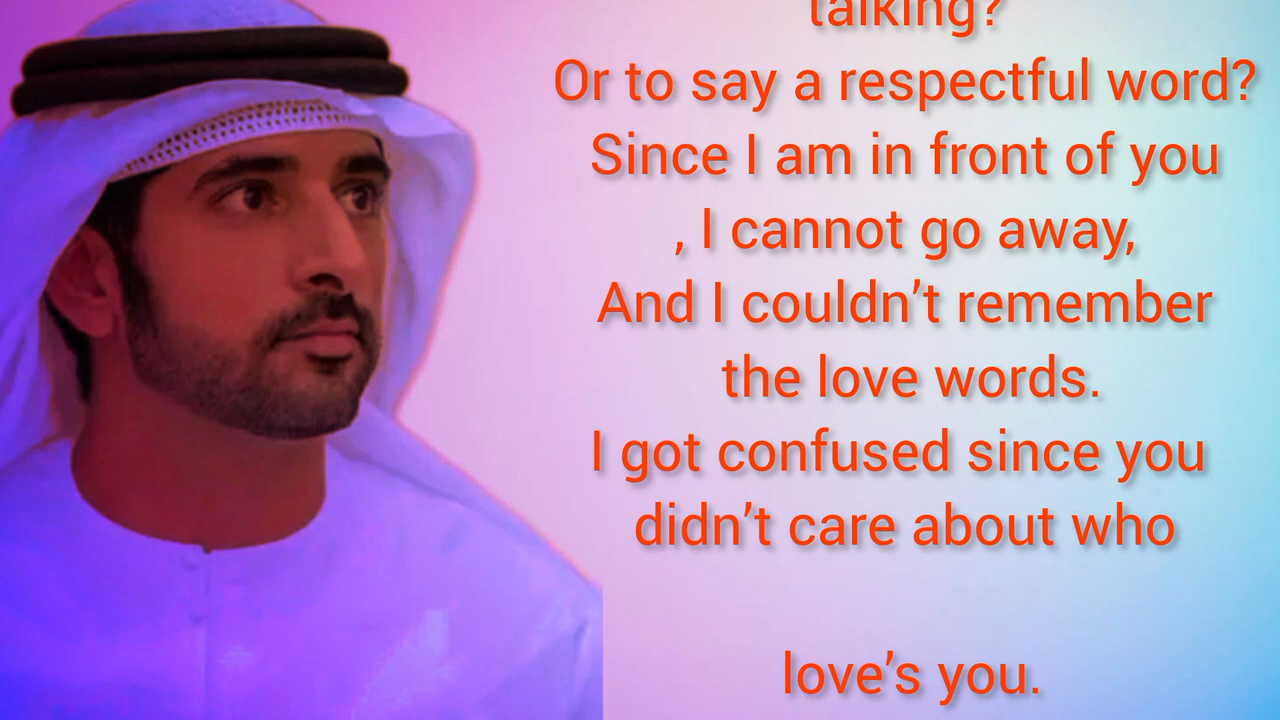 talking?
Or to say a respectful word?
Since I am in front of you
, I cannot go away,
And I couldn’t remember
the love words.
I got confused since you
didn’t care about who
love’s you.